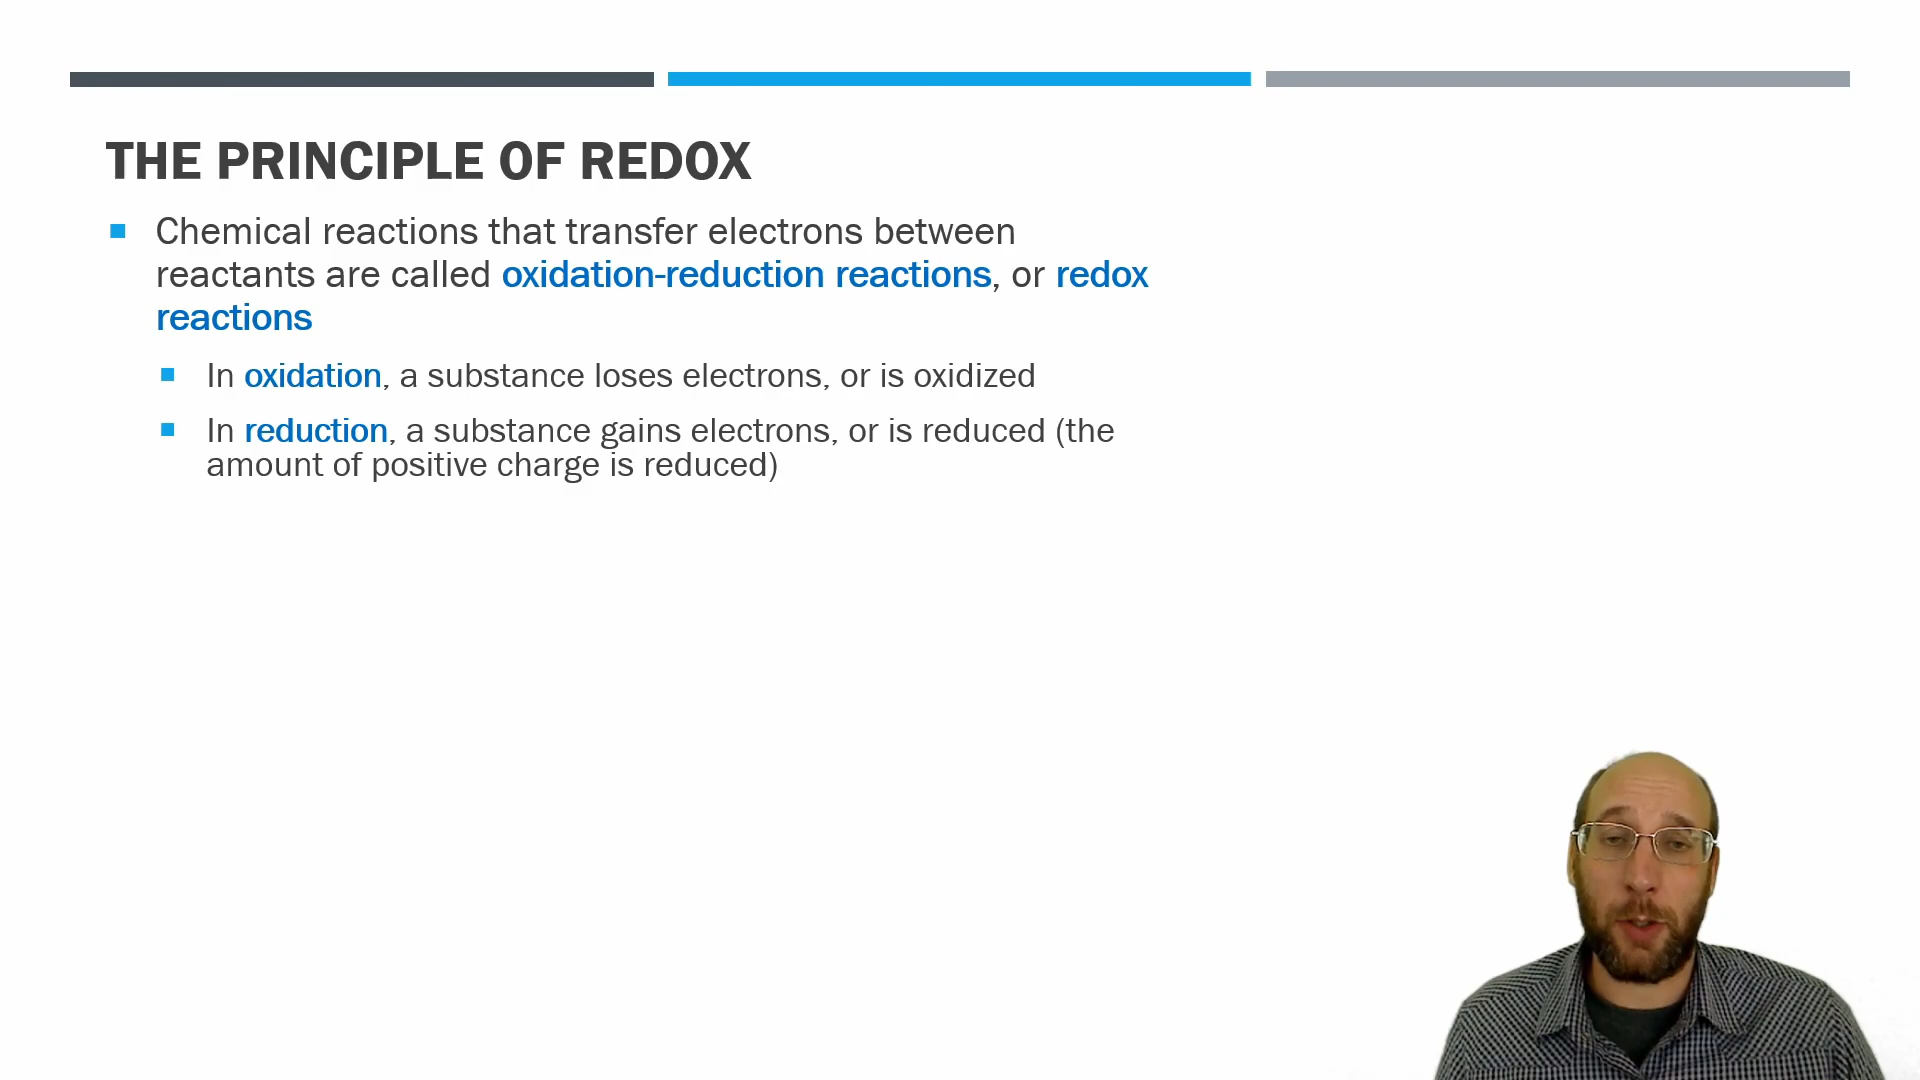 THE PRINCIPLE OF REDOX
Chemical reactions that transfer electrons between
reactants are called oxidation-reduction reactions, or redox
reactions
In oxidation, a substance loses electrons, or is oxidized
In reduction, a substance gains electrons, or is reduced (the
amount of positive charge is reduced)